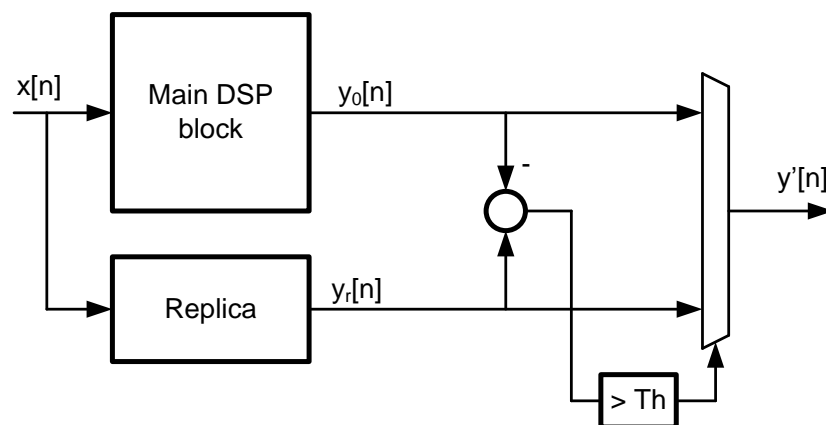 x[n]
Main DSP
block
y₀[n]
-
y'[n]
Replica
yᵣ[n]
> Th